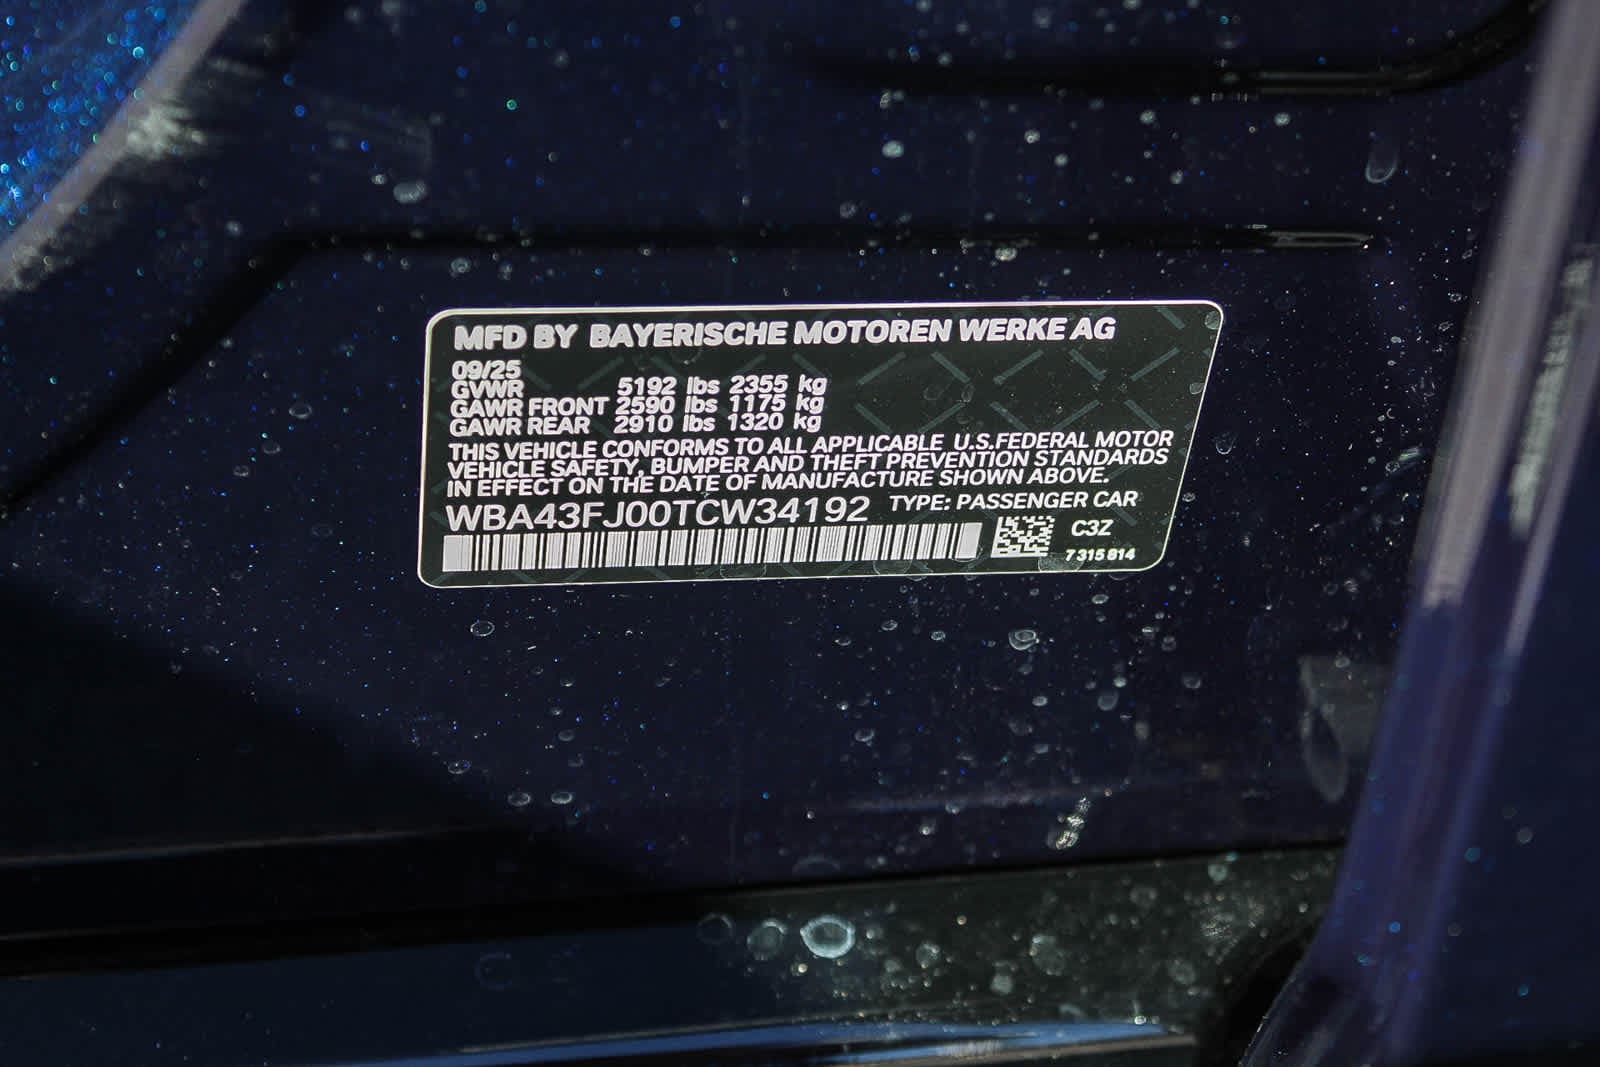 MFD BY BAYERISCHE MOTOREN WERKE AG
09/25
GVWR 5192 lbs 2355 kg
GAWR FRONT 2590 lbs 1175 kg
GAWR REAR 2910 lbs 1320 kg
THIS VEHICLE CONFORMS TO ALL APPLICABLE U.S.FEDERAL MOTOR
VEHICLE SAFETY, BUMPER AND THEFT PREVENTION STANDARDS
IN EFFECT ON THE DATE OF MANUFACTURE SHOWN ABOVE.
WBA43FJ00TCW34192 TYPE: PASSENGER CAR
C3Z
7 315 814